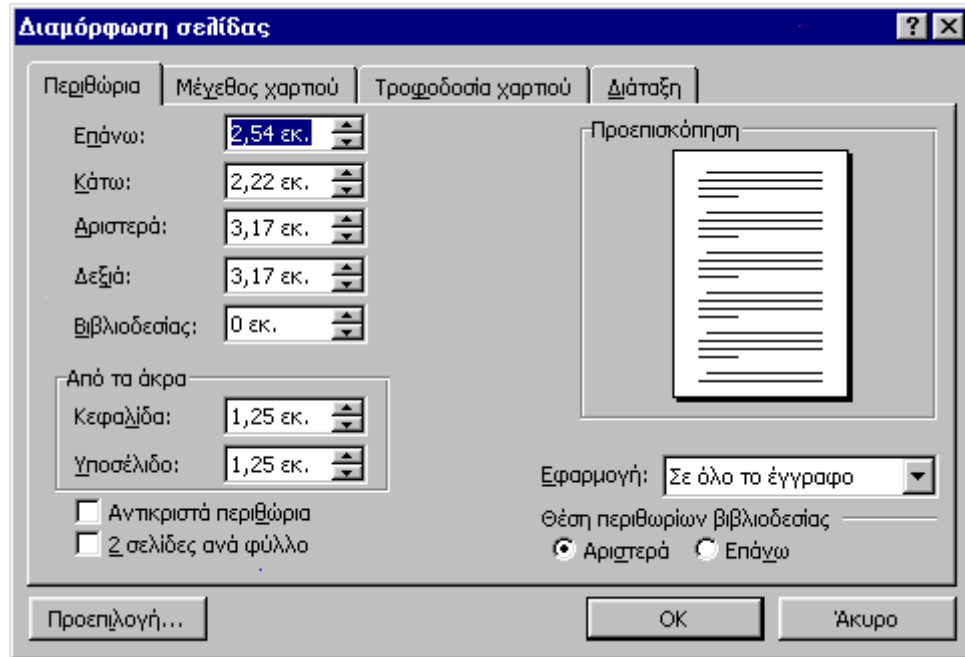 Διαμόρφωση σελίδας
Περιθώρια Μέγεθος χαρτιού Τροφοδοσία χαρτιού Διάταξη
Επάνω: 2,54 εκ.
Κάτω: 2,22 εκ.
Αριστερά: 3,17 εκ.
Δεξιά: 3,17 εκ.
Βιβλιοδεσίας: 0 εκ.
Από τα άκρα
Κεφαλίδα: 1,25 εκ.
Υποσέλιδο: 1,25 εκ.
Αντικριστά περιθώρια
2 σελίδες ανά φύλλο
Προεπισκόπηση
Εφαρμογή: Σε όλο το έγγραφο
Θέση περιθωρίων βιβλιοδεσίας
Αριστερά Επάνω
Προεπιλογή... OK Άκυρο